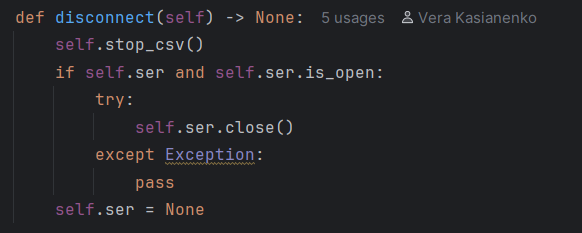 def disconnect(self) -> None: 5 usages Vera Kasianenko
    self.stop_csv()
    if self.ser and self.ser.is_open:
        try:
            self.ser.close()
        except Exception:
            pass
    self.ser = None